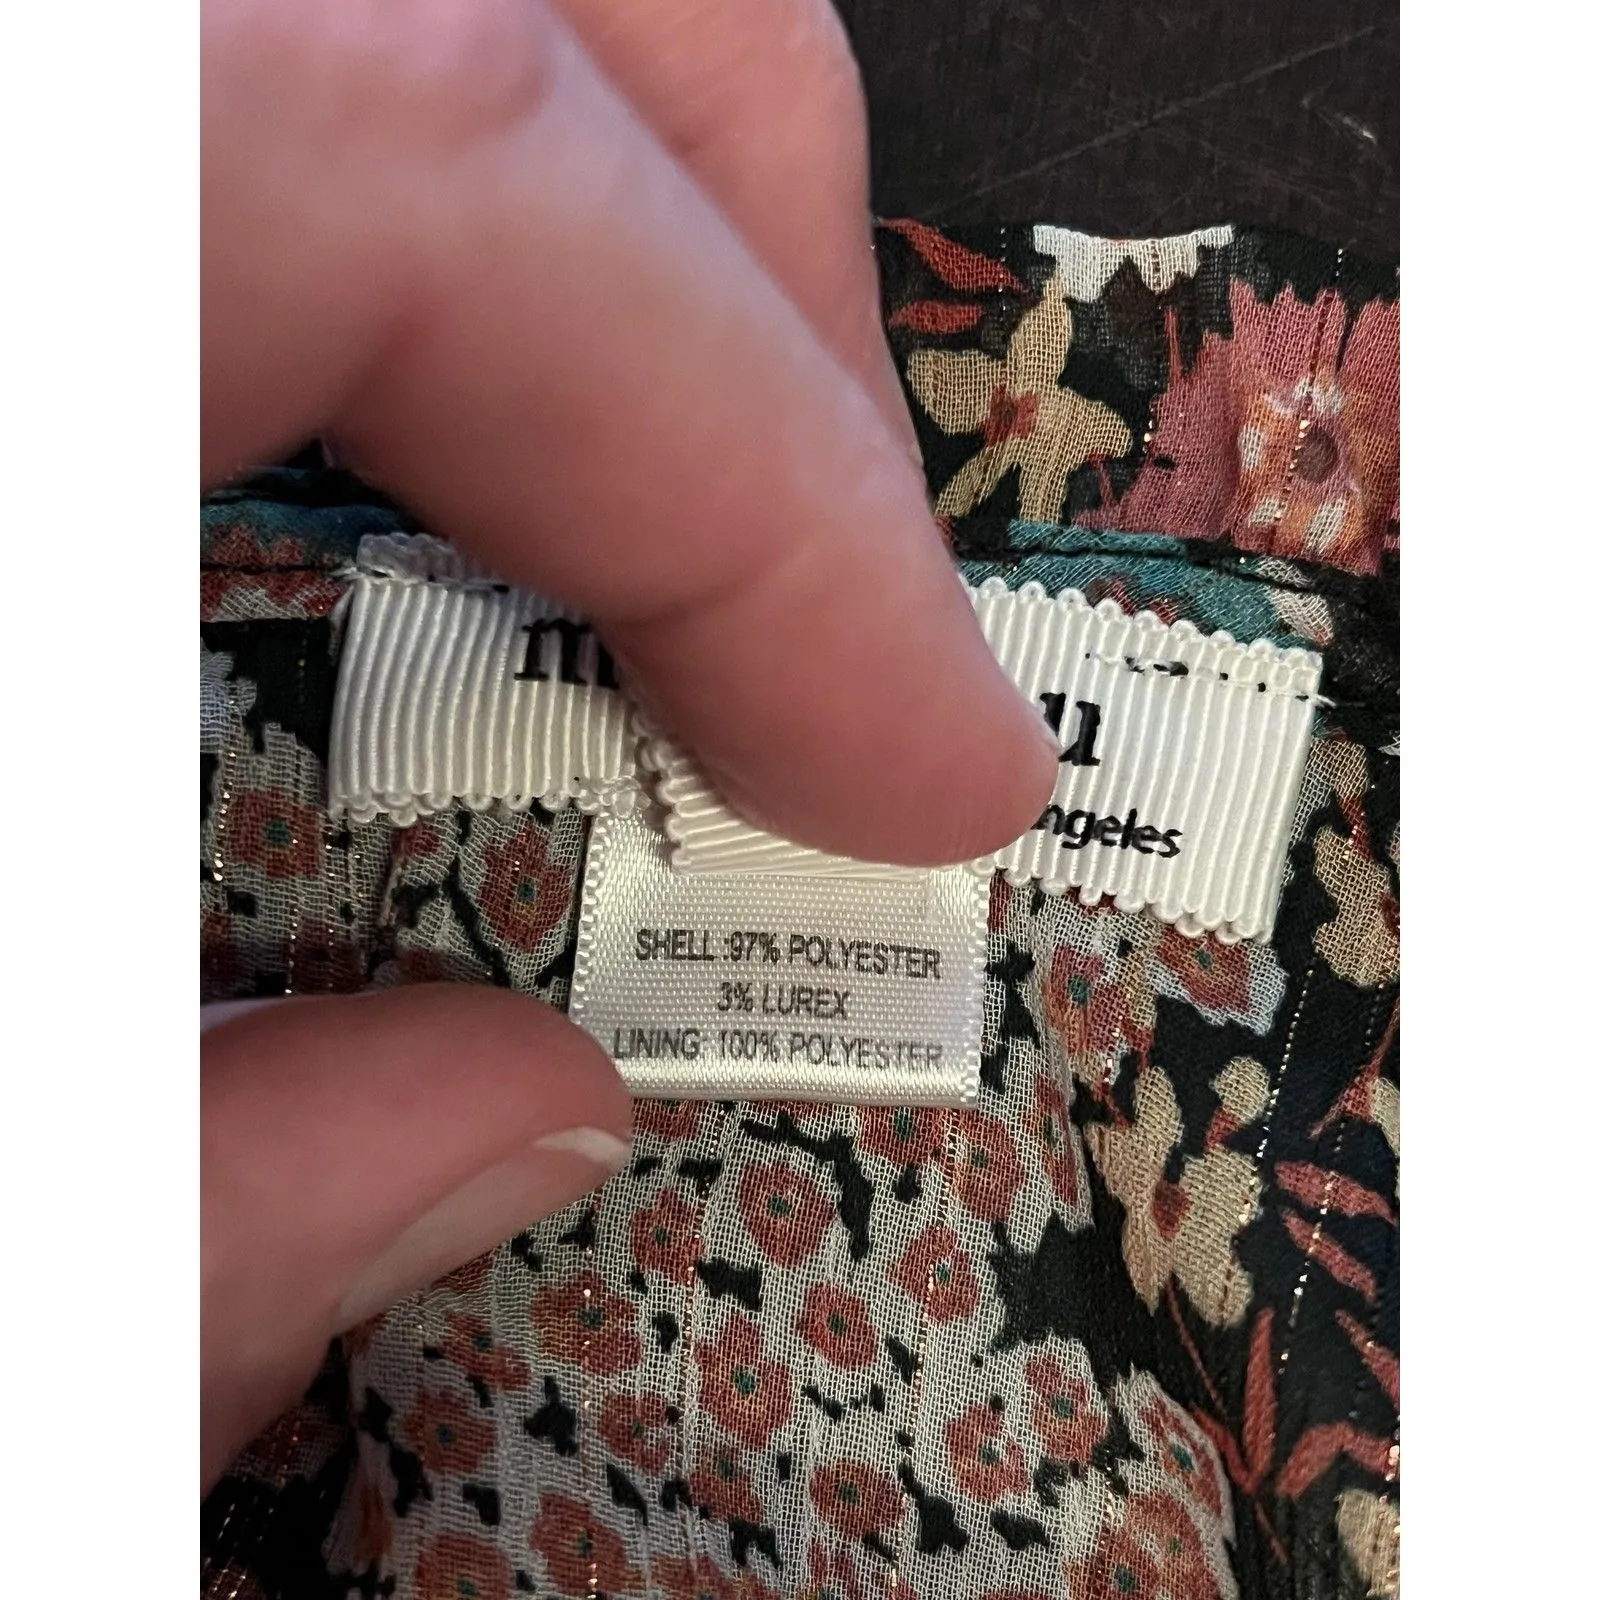 SHELL :97% POLYESTER
3% LUREX
LINING: 100% POLYESTER